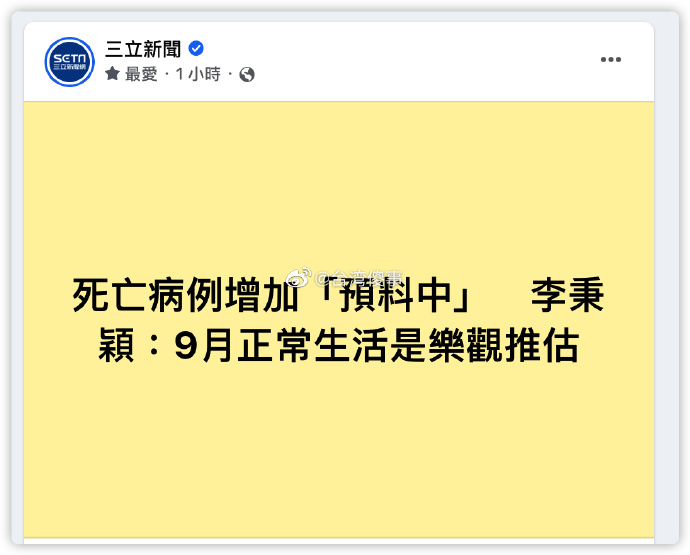 SETN
三立新聞網
三立新聞
最愛 · 1小時 ·
@台湾傻事
死亡病例增加「預料中」 李秉
穎：9月正常生活是樂觀推估